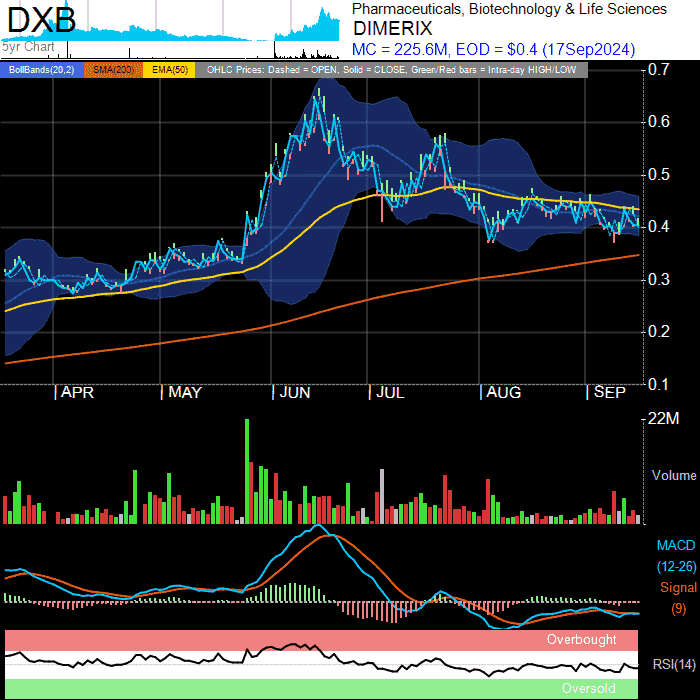 DXB
5yr Chart
Pharmaceuticals, Biotechnology & Life Sciences
DIMERIX
MC = 225.6M, EOD = $0.4 (17Sep2024)
BollBands(20,2) SMA(200) EMA(50) OHLC Prices: Dashed = OPEN, Solid = CLOSE, Green/Red bars = Intra-day HIGH/LOW
0.7
0.6
0.5
0.4
0.3
0.2
0.1
APR MAY JUN JUL AUG SEP
22M
Volume
MACD
(12-26)
Signal
(9)
Overbought
RSI(14)
Oversold